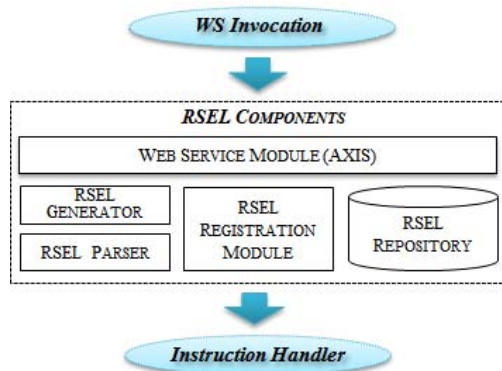 WS Invocation
RSEL COMPONENTS
WEB SERVICE MODULE (AXIS)
RSEL
GENERATOR
RSEL PARSER
RSEL
REGISTRATION
MODULE
RSEL
REPOSITORY
Instruction Handler